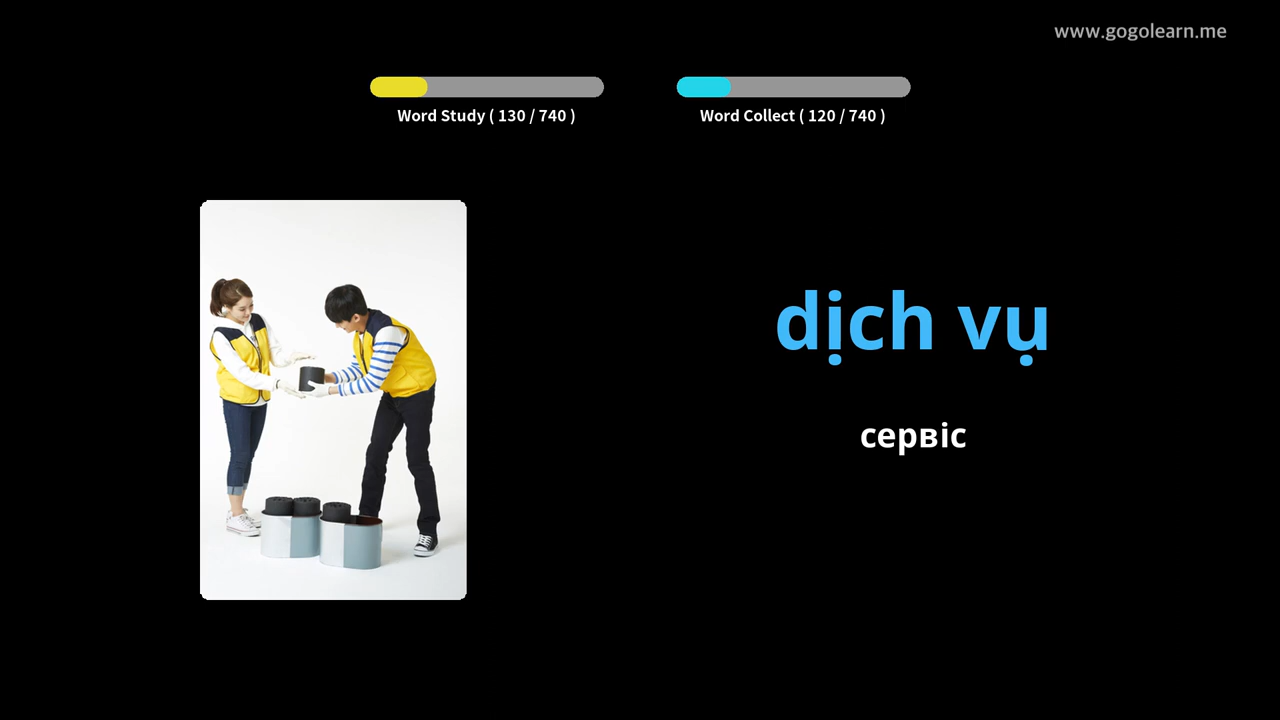 www.gogolearn.me
Word Study ( 130 / 740 )
Word Collect ( 120 / 740 )
dịch vụ
сервіс